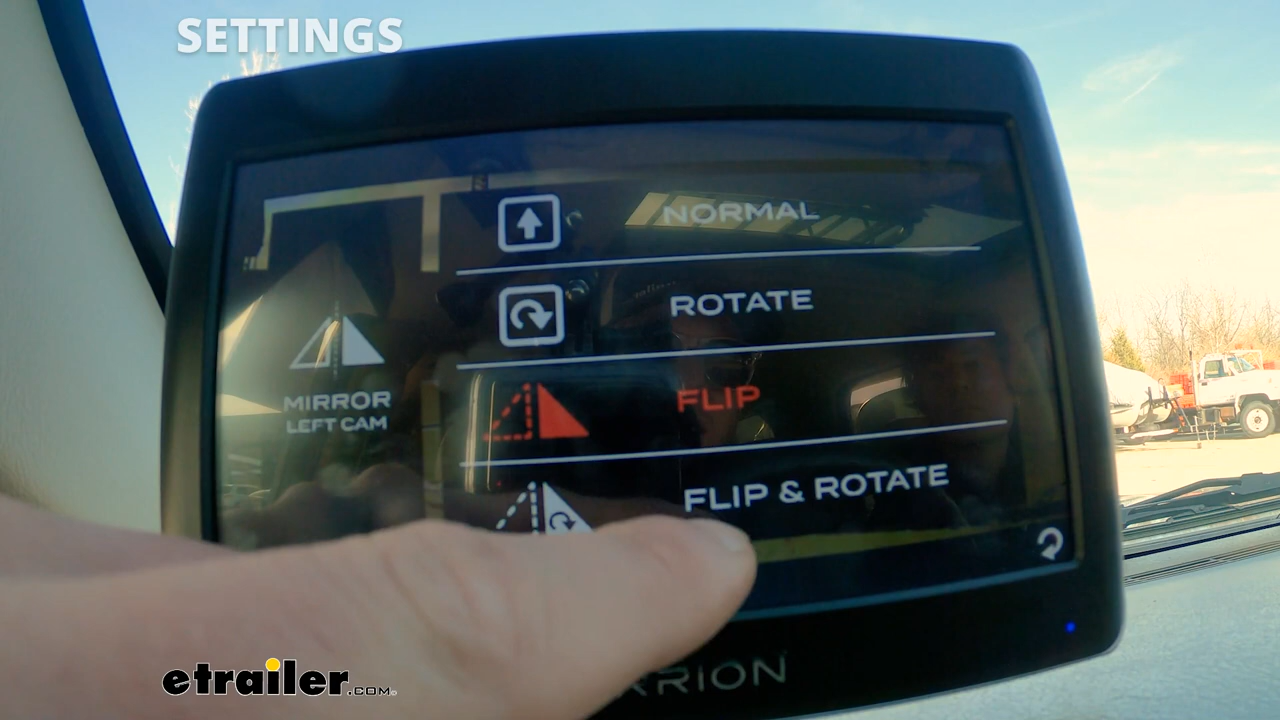 SETTINGS
NORMAL
ROTATE
MIRROR
LEFT CAM
FLIP
FLIP & ROTATE
etrailer.COM